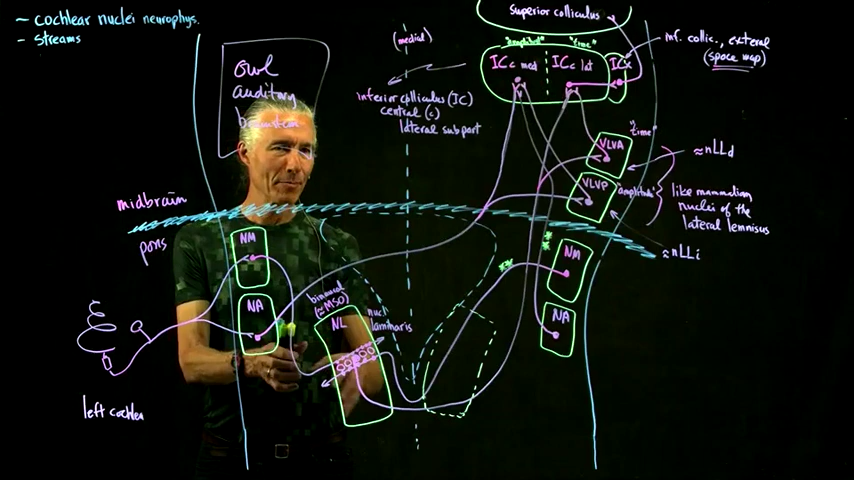 ~ cochlear nuclei neurophys.
- streams
owl
auditory
brainstem
(medial)
superior colliculus
"amplitude" "time"
ICc med
ICc lat
ICx
inf. collic., external
(space map)
inferior colliculus (IC)
central (c)
lateral subpart
"time"
VLVA
≈nLLd
VLVP
"amplitude"
like mammalian
nuclei of the
lateral lemniscus
≈nLLi
midbrain
pons
NM
NA
binaural
(≈MSO)
NL
nucl
laminaris
NM
NA
left cochlea